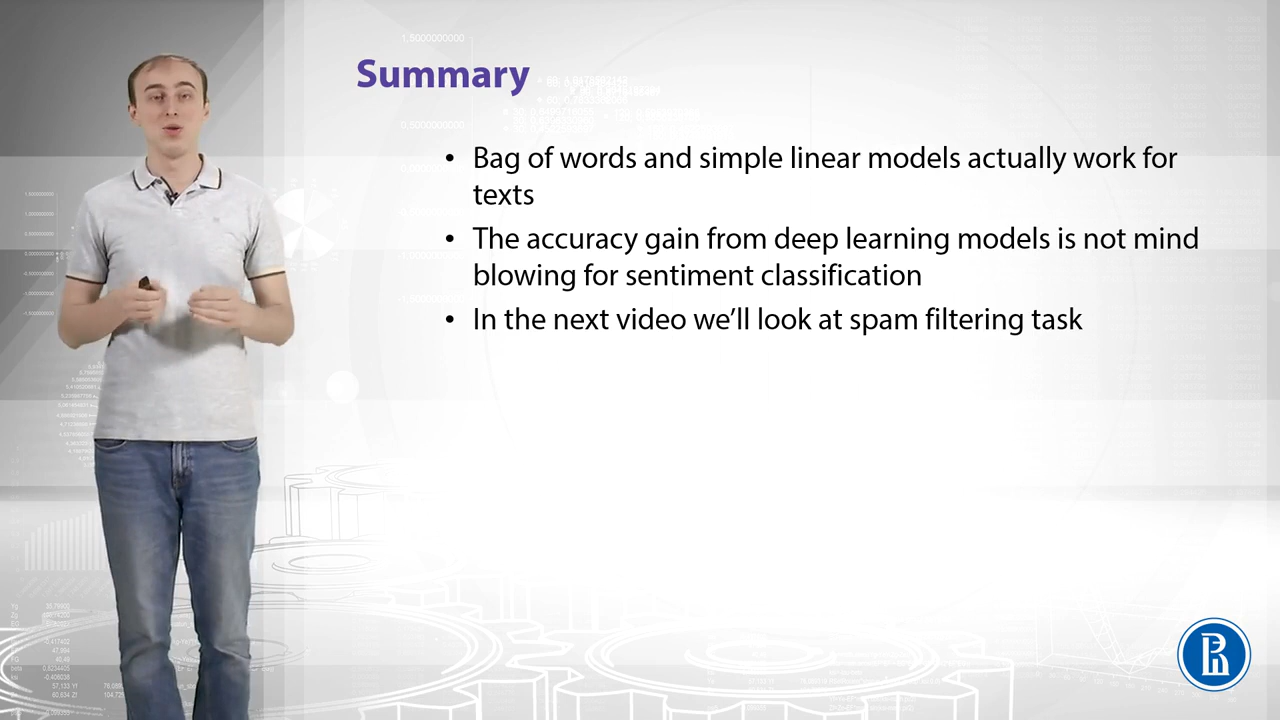 Summary
• Bag of words and simple linear models actually work for
texts
• The accuracy gain from deep learning models is not mind
blowing for sentiment classification
• In the next video we’ll look at spam filtering task